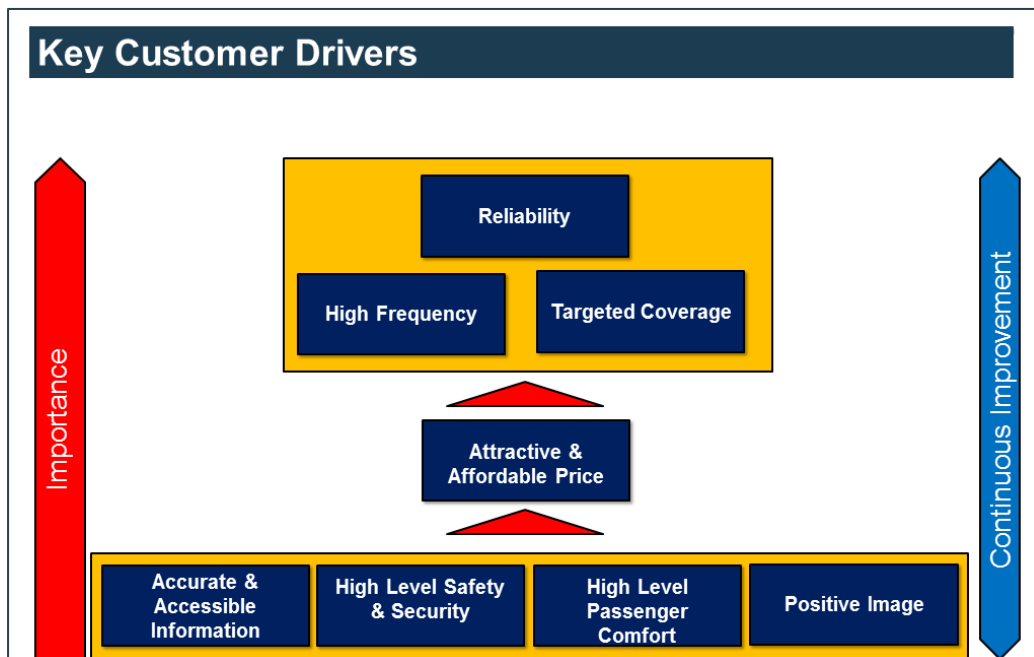 Key Customer Drivers
Importance
Reliability
High Frequency
Targeted Coverage
Attractive &
Affordable Price
Accurate &
Accessible
Information
High Level Safety
& Security
High Level
Passenger
Comfort
Positive Image
Continuous Improvement